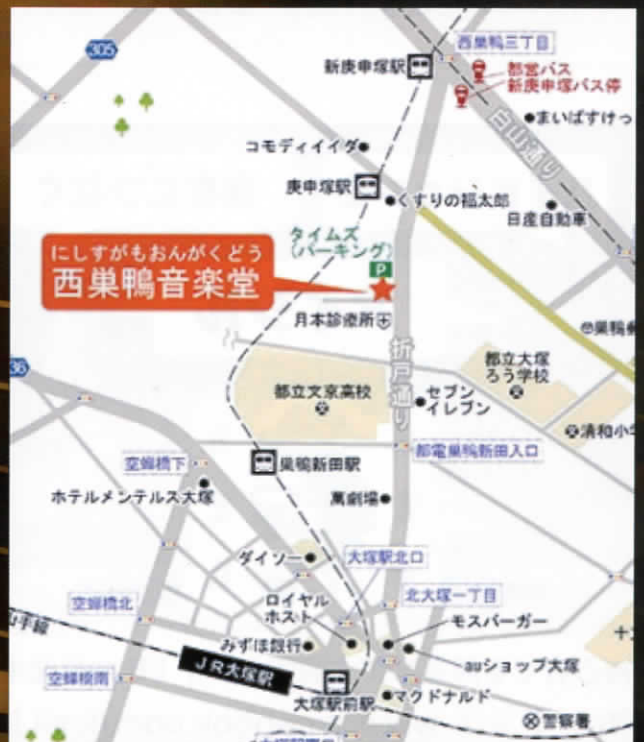 305
西巣鴨三丁目
新庚申塚駅
都営バス
新庚申塚バス停
まいばすけっ
白山通り
コモディイイダ
庚申塚駅
くすりの福太郎
日産自動車
タイムズ
(パーキング)
P
にしすがもおんがくどう
西巣鴨音楽堂
月本診療所
巣鴨
折戸通り
都立大塚
ろう学校
36
都立文京高校
セブン
イレブン
清和小
空蝉橋下
巣鴨新田駅
都電巣鴨新田入口
ホテルメンテルス大塚
萬劇場
ダイソー
大塚駅北口
空蝉橋北
ロイヤル
ホスト
北大塚一丁目
モスバーガー
山手線
みずほ銀行
JR大塚駅
auショップ大塚
空蝉橋南
大塚駅前駅
マクドナルド
警察署